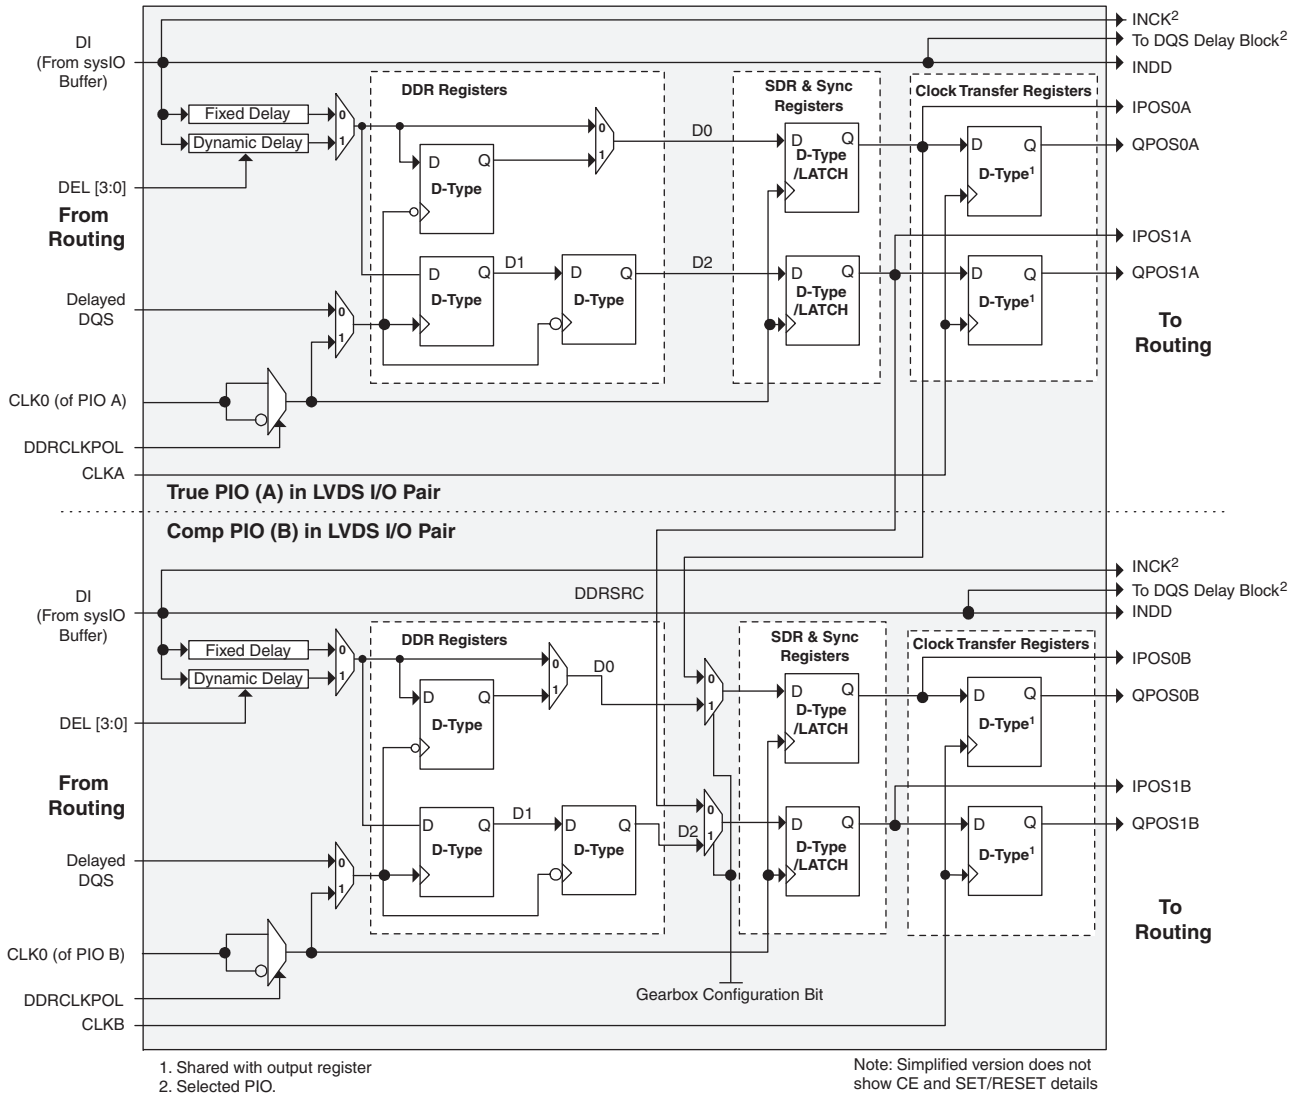 INCK2
DI
(From sysIO
Buffer)
To DQS Delay Block2
INDD
DDR Registers
SDR & Sync
Registers
Clock Transfer Registers
Fixed Delay
0
Dynamic Delay
1
0
1
D0
D Q
D-Type
D Q
D-Type
/LATCH
D Q
D-Type1
IPOS0A
QPOS0A
DEL [3:0]
From
Routing
IPOS1A
QPOS1A
D Q
D-Type
D1
D Q
D-Type
D2
D Q
D-Type
/LATCH
D Q
D-Type1
Delayed
DQS
0
1
To
Routing
CLK0 (of PIO A)
DDRCLKPOL
CLKA
True PIO (A) in LVDS I/O Pair
Comp PIO (B) in LVDS I/O Pair
INCK2
DI
(From sysIO
Buffer)
DDRSRC
To DQS Delay Block2
INDD
DDR Registers
SDR & Sync
Registers
Clock Transfer Registers
Fixed Delay
0
Dynamic Delay
1
0
1
D0
0
1
D Q
D-Type
D Q
D-Type
/LATCH
D Q
D-Type1
IPOS0B
QPOS0B
DEL [3:0]
From
Routing
IPOS1B
QPOS1B
D Q
D-Type
D1
D Q
D-Type
D2
0
1
D Q
D-Type
/LATCH
D Q
D-Type1
Delayed
DQS
0
1
To
Routing
CLK0 (of PIO B)
DDRCLKPOL
CLKB
Gearbox Configuration Bit
1. Shared with output register
2. Selected PIO.
Note: Simplified version does not
show CE and SET/RESET details